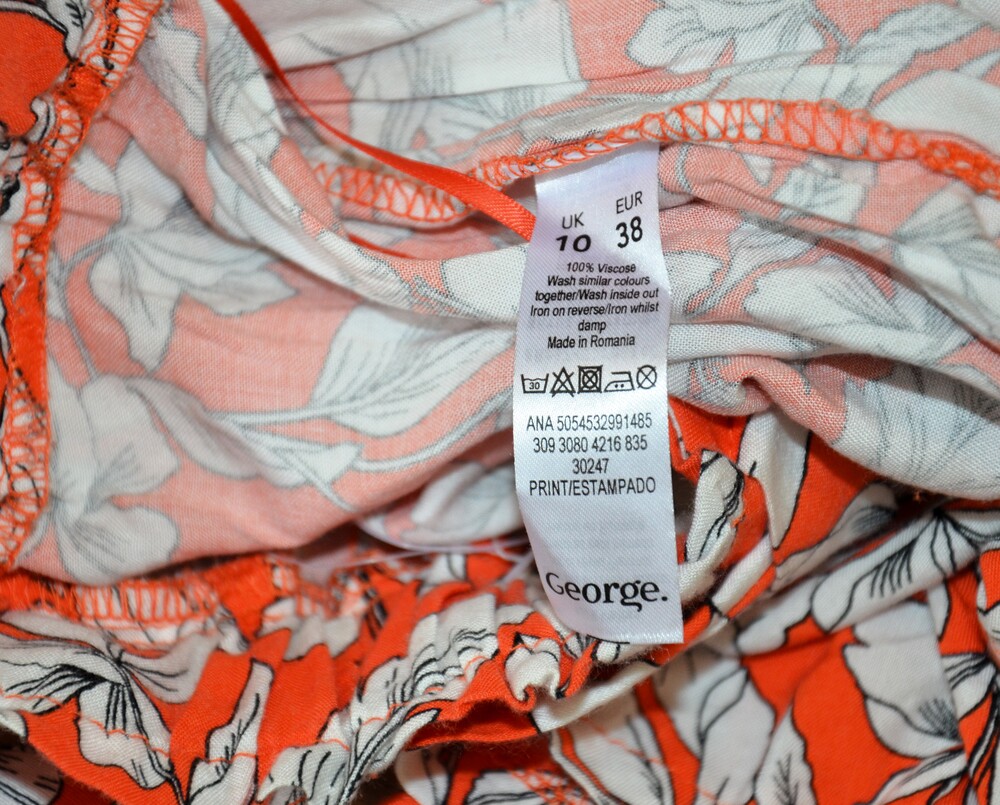 UK EUR
10 38
100% Viscose
Wash similar colours
together/Wash inside out
Iron on reverse/Iron whilst
damp
Made in Romania
30
ANA 5054532991485
309 3080 4216 835
30247
PRINT/ESTAMPADO
George.